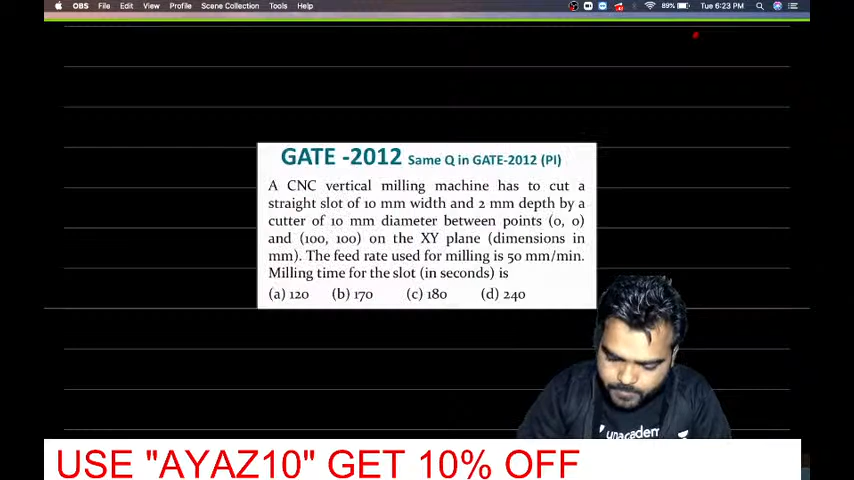 OBS File Edit View Profile Scene Collection Tools Help 89% Tue 6:23 PM
GATE -2012 Same Q in GATE-2012 (PI)
A CNC vertical milling machine has to cut a
straight slot of 10 mm width and 2 mm depth by a
cutter of 10 mm diameter between points (0, 0)
and (100, 100) on the XY plane (dimensions in
mm). The feed rate used for milling is 50 mm/min.
Milling time for the slot (in seconds) is
(a) 120 (b) 170 (c) 180 (d) 240
unacadem
USE "AYAZ10" GET 10% OFF